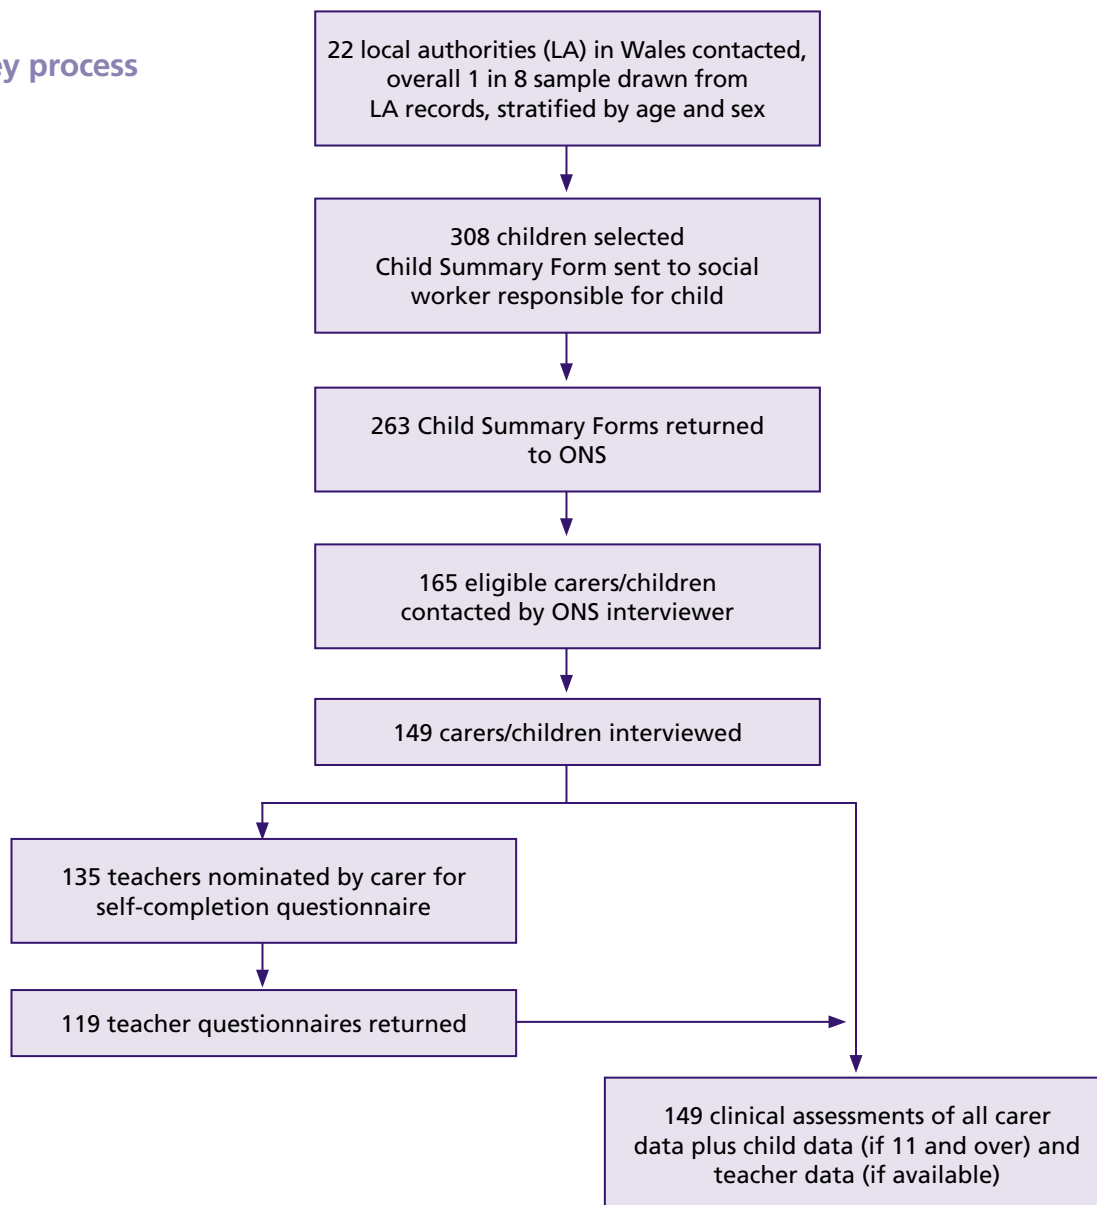 ey process
22 local authorities (LA) in Wales contacted,
overall 1 in 8 sample drawn from
LA records, stratified by age and sex
308 children selected
Child Summary Form sent to social
worker responsible for child
263 Child Summary Forms returned
to ONS
165 eligible carers/children
contacted by ONS interviewer
149 carers/children interviewed
135 teachers nominated by carer for
self-completion questionnaire
119 teacher questionnaires returned
149 clinical assessments of all carer
data plus child data (if 11 and over) and
teacher data (if available)